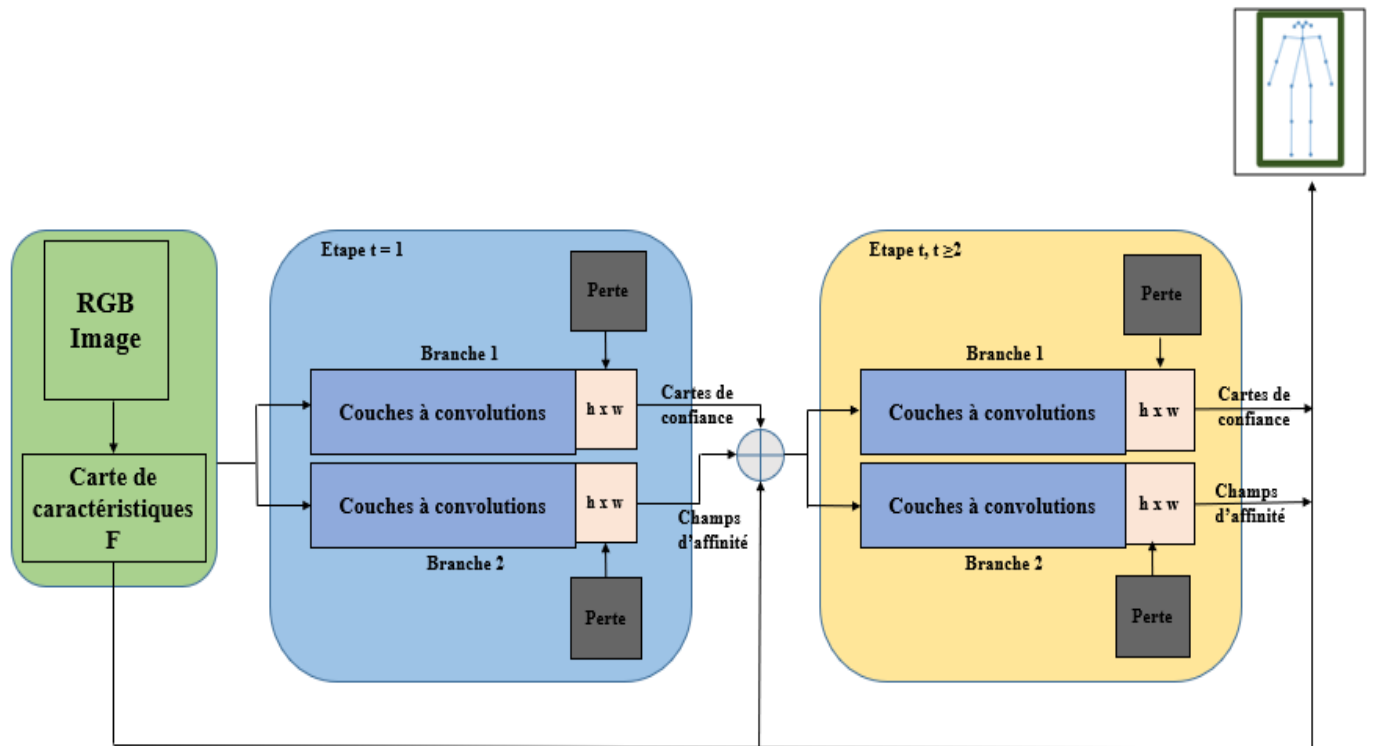 RGB
Image
Carte de
caractéristiques
F
Etape t = 1
Perte
Branche 1
Couches à convolutions
h x w
Cartes de
confiance
Couches à convolutions
h x w
Champs
d'affinité
Branche 2
Perte
Etape t, t ≥2
Perte
Branche 1
Couches à convolutions
h x w
Cartes de
confiance
Couches à convolutions
h x w
Champs
d'affinité
Branche 2
Perte